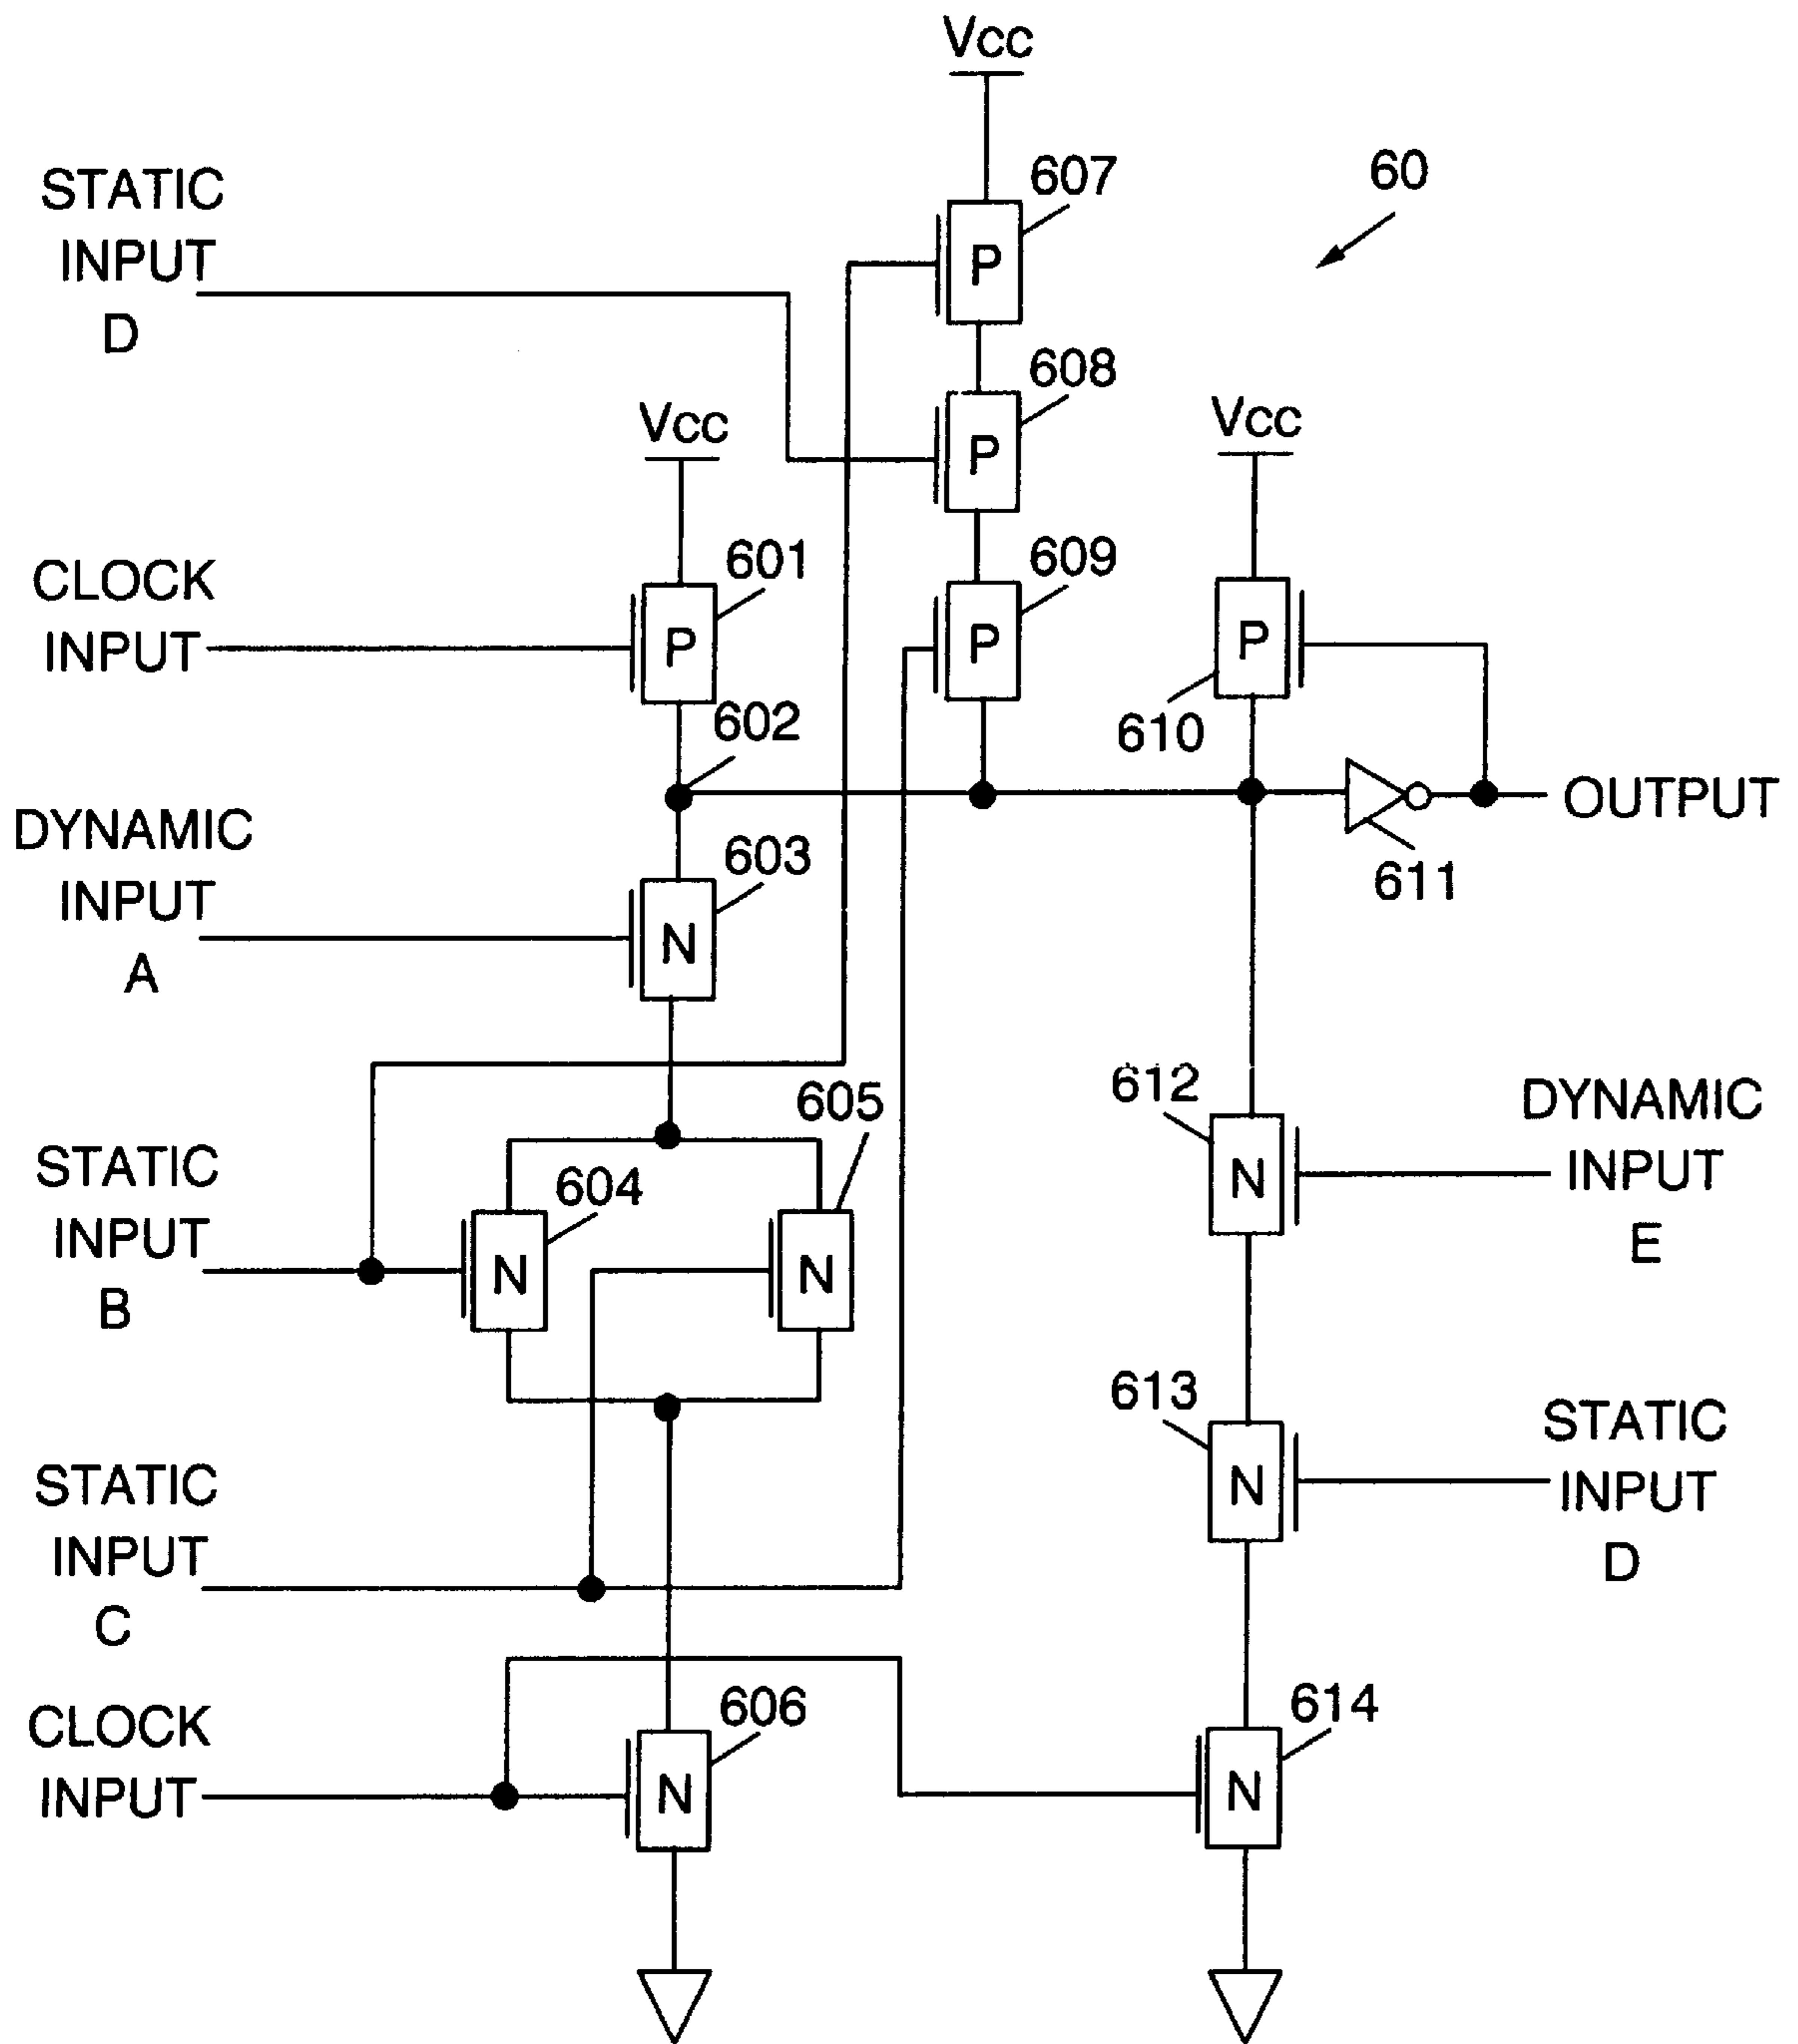 Vcc
607
60
STATIC
INPUT
D
P
608
Vcc
P
Vcc
601
609
CLOCK
INPUT
P
P
P
602
610
OUTPUT
DYNAMIC
INPUT
A
603
611
N
612
DYNAMIC
INPUT
E
605
STATIC
INPUT
B
604
N
N
N
613
STATIC
INPUT
D
STATIC
INPUT
C
N
CLOCK
INPUT
606
614
N
N